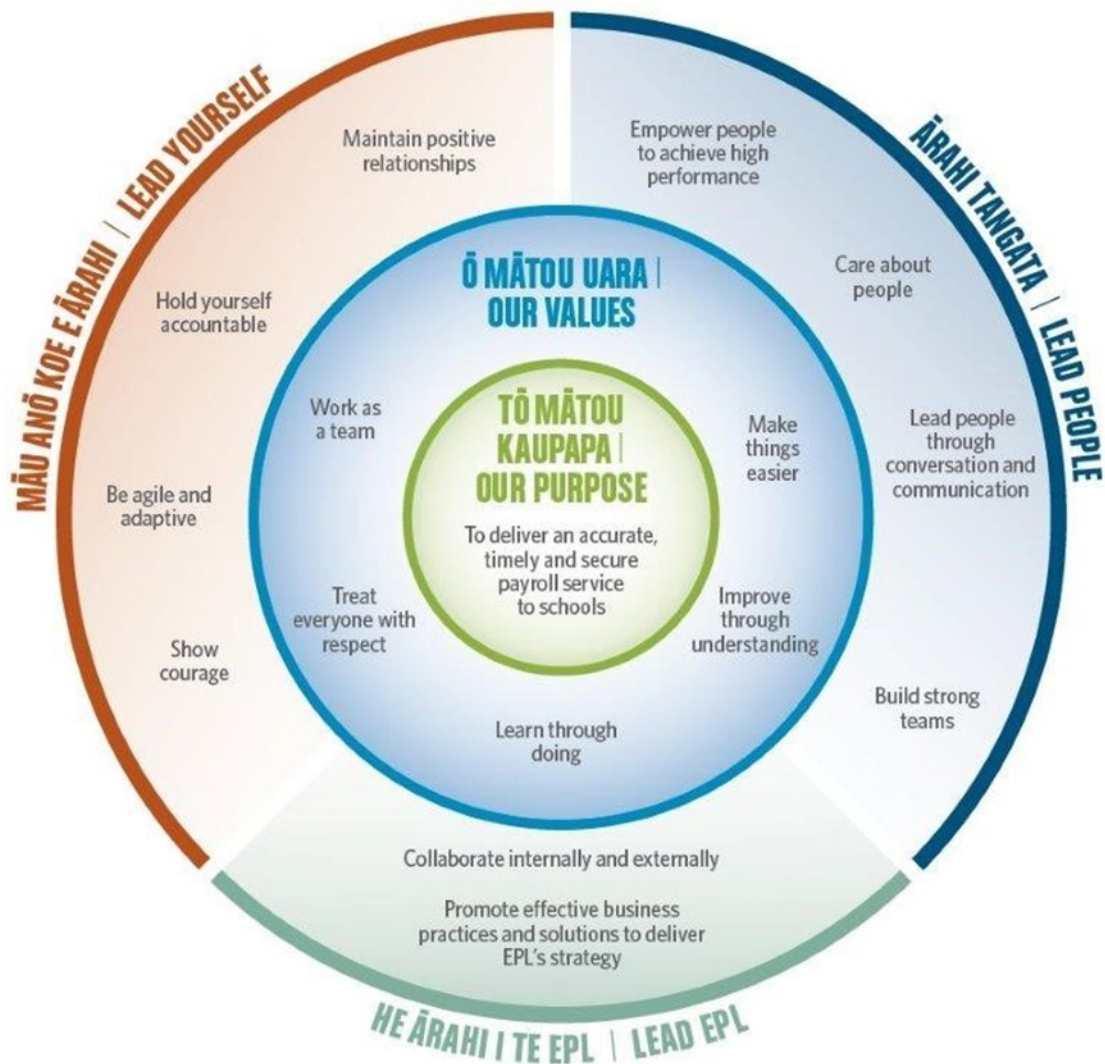 MĀU ANŌ KOE E ĀRAHI | LEAD YOURSELF
Maintain positive
relationships
Hold yourself
accountable
Be agile and
adaptive
Show
courage
ĀRAHI TANGATA | LEAD PEOPLE
Empower people
to achieve high
performance
Care about
people
Lead people
through
conversation and
communication
Build strong
teams
Ō MĀTOU UARA |
OUR VALUES
Work as
a team
Treat
everyone with
respect
Learn through
doing
Make
things
easier
Improve
through
understanding
TŌ MĀTOU
KAUPAPA |
OUR PURPOSE
To deliver an accurate,
timely and secure
payroll service
to schools
Collaborate internally and externally
Promote effective business
practices and solutions to deliver
EPL's strategy
HE ĀRAHI I TE EPL | LEAD EPL